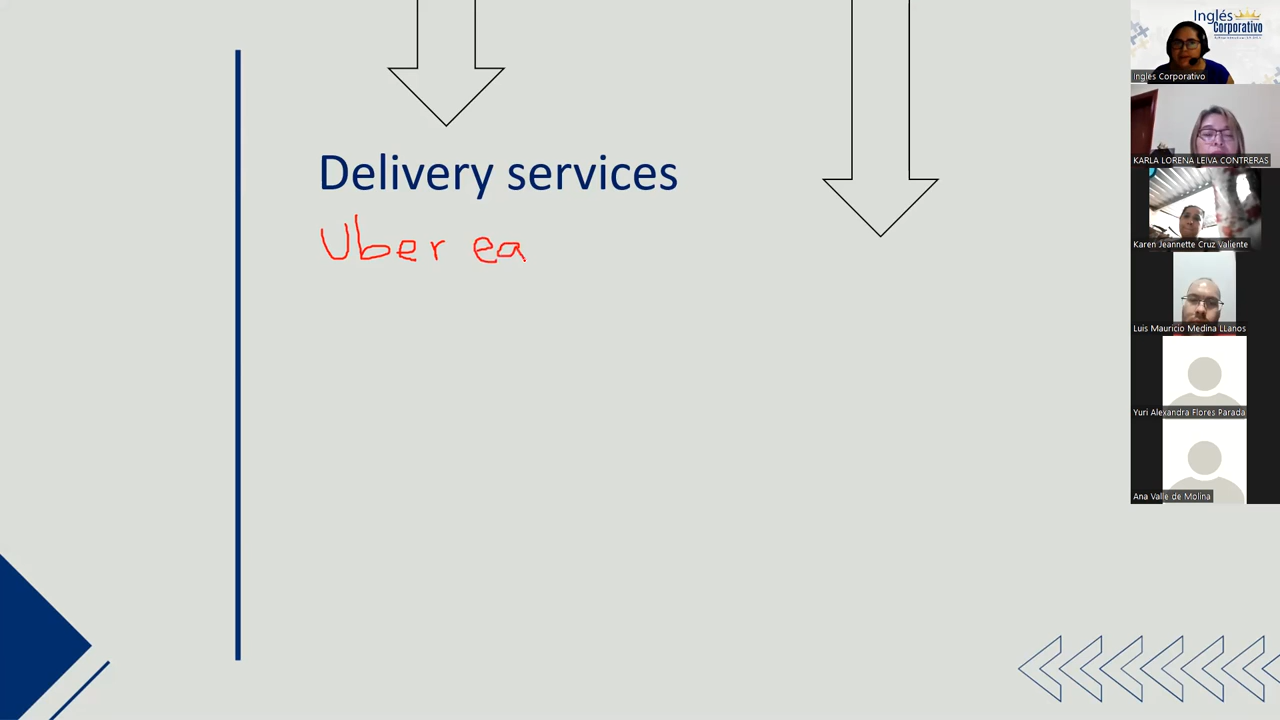 Inglés
Corporativo
Inglés Corporativo
KARLA LORENA LEIVA CONTRERAS
Karen Jeannette Cruz Valiente
Luis Mauricio Medina LLanos
Yuri Alexandra Flores Parada
Ana Valle de Molina
Delivery services
Uber ea